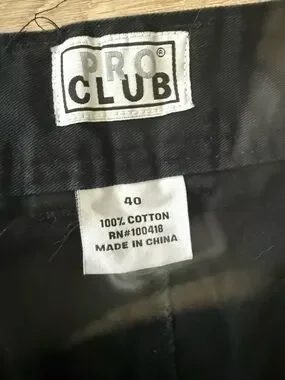 PRO®
CLUB
40
100% COTTON
RN#100418
MADE IN CHINA